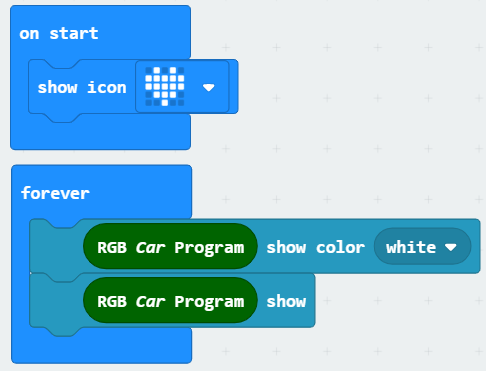 on start
show icon
forever
RGB Car Program show color white
RGB Car Program show